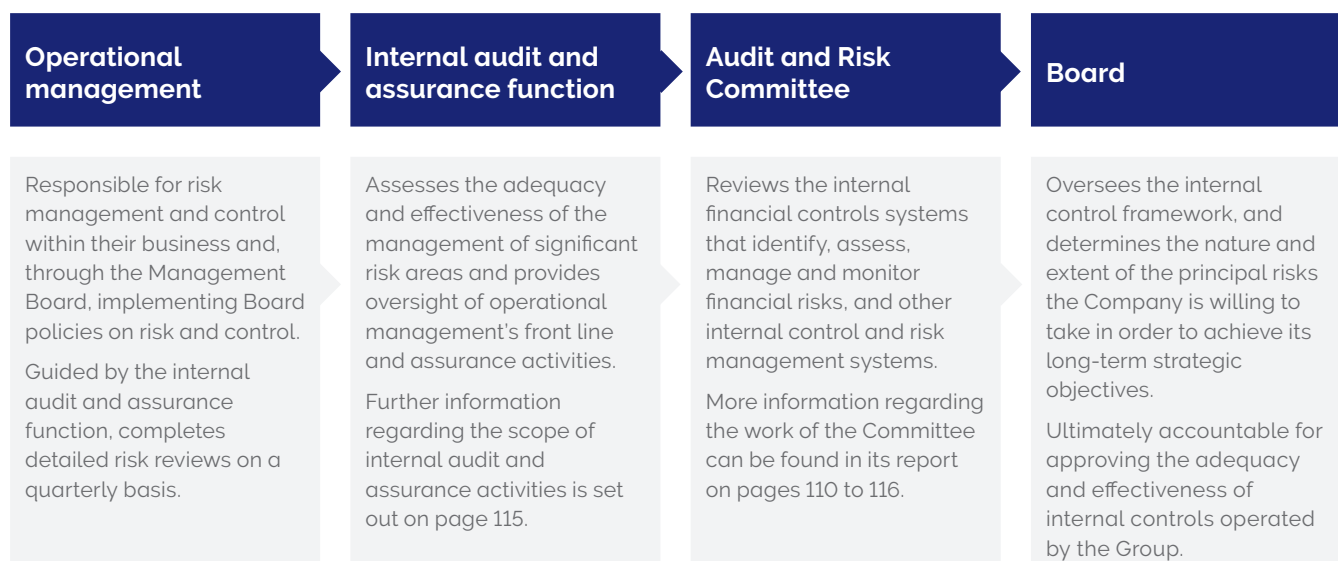 Operational
management
Internal audit and
assurance function
Audit and Risk
Committee
Board
Responsible for risk
management and control
within their business and,
through the Management
Board, implementing Board
policies on risk and control.
Guided by the internal
audit and assurance
function, completes
detailed risk reviews on a
quarterly basis.
Assesses the adequacy
and effectiveness of the
management of significant
risk areas and provides
oversight of operational
management’s front line
and assurance activities.
Further information
regarding the scope of
internal audit and
assurance activities is set
out on page 115.
Reviews the internal
financial controls systems
that identify, assess,
manage and monitor
financial risks, and other
internal control and risk
management systems.
More information regarding
the work of the Committee
can be found in its report
on pages 110 to 116.
Oversees the internal
control framework, and
determines the nature and
extent of the principal risks
the Company is willing to
take in order to achieve its
long-term strategic
objectives.
Ultimately accountable for
approving the adequacy
and effectiveness of
internal controls operated
by the Group.